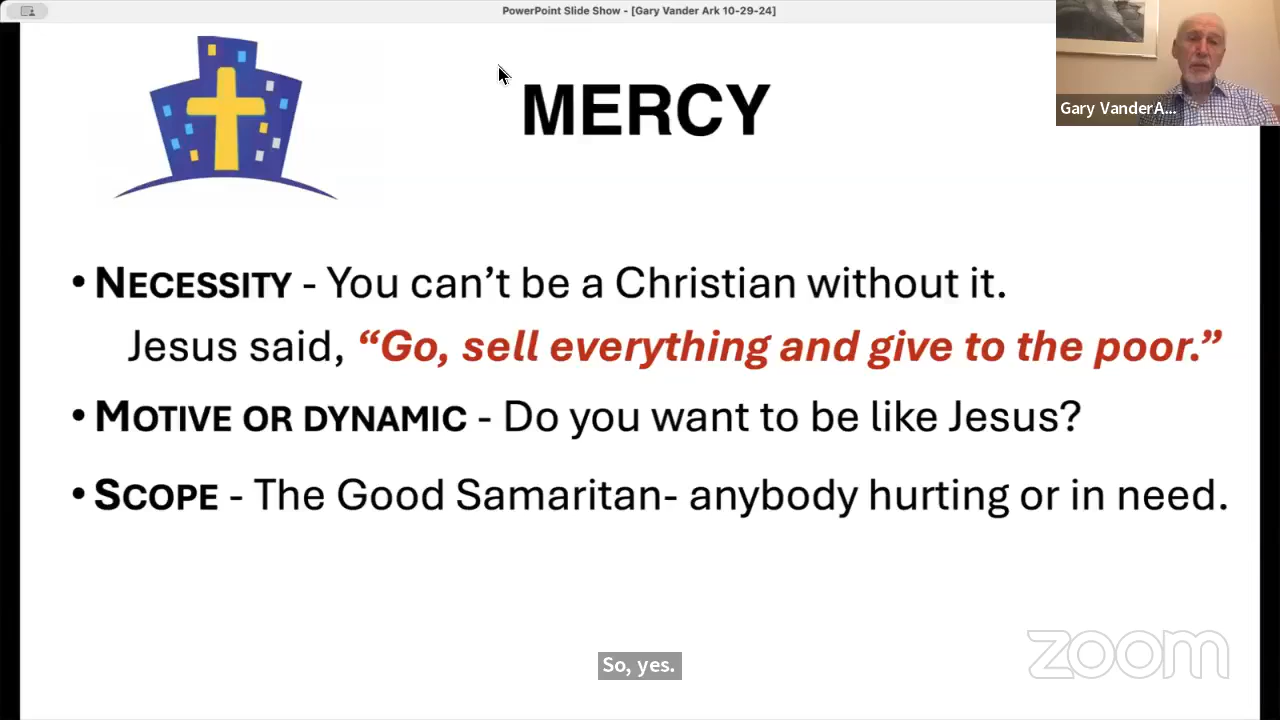 PowerPoint Slide Show - [Gary Vander Ark 10-29-24]
MERCY
Gary VanderA...
• NECESSITY - You can’t be a Christian without it.
Jesus said, “Go, sell everything and give to the poor.”
• MOTIVE OR DYNAMIC - Do you want to be like Jesus?
• SCOPE - The Good Samaritan- anybody hurting or in need.
So, yes.
zoom